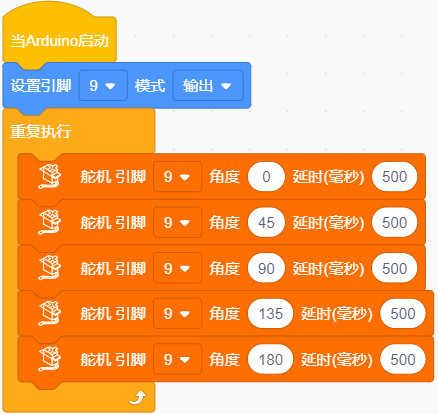 当Arduino启动
设置引脚 9 模式 输出
重复执行
舵机 引脚 9 角度 0 延时(毫秒) 500
舵机 引脚 9 角度 45 延时(毫秒) 500
舵机 引脚 9 角度 90 延时(毫秒) 500
舵机 引脚 9 角度 135 延时(毫秒) 500
舵机 引脚 9 角度 180 延时(毫秒) 500